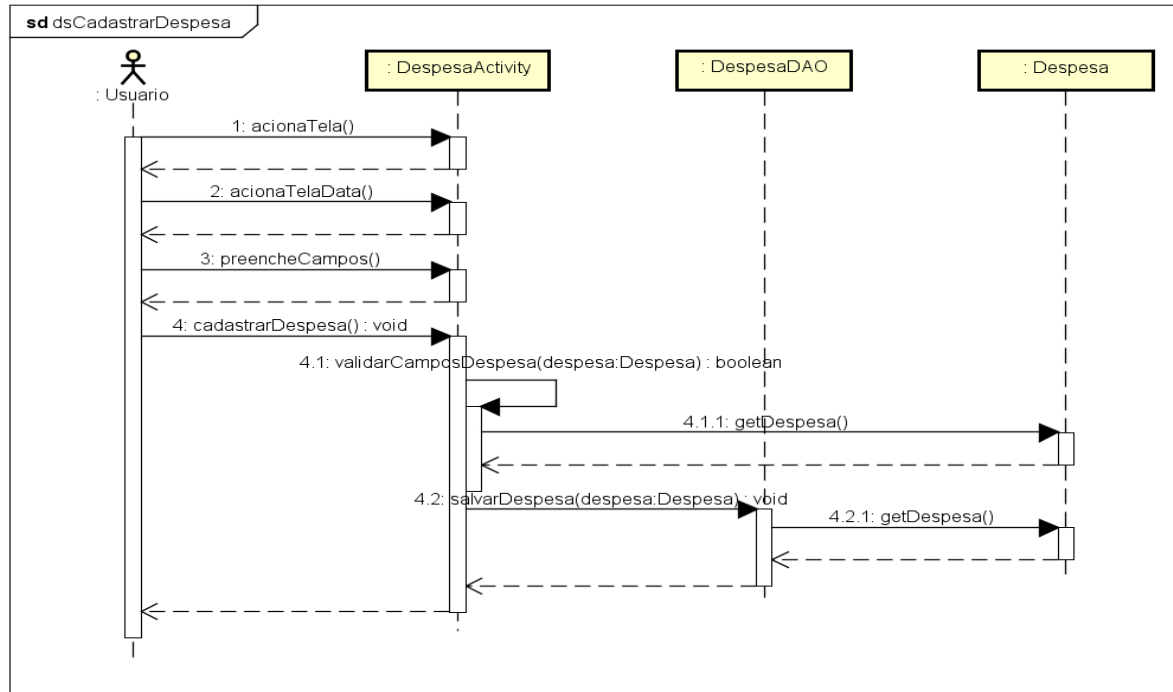 sd dsCadastrarDespesa
: Usuario
: DespesaActivity
: DespesaDAO
: Despesa
1: acionaTela()
2: acionaTelaData()
3: preencheCampos()
4: cadastrarDespesa() : void
4.1: validarCamposDespesa(despesa:Despesa) : boolean
4.1.1: getDespesa()
4.2: salvarDespesa(despesa:Despesa) : void
4.2.1: getDespesa()